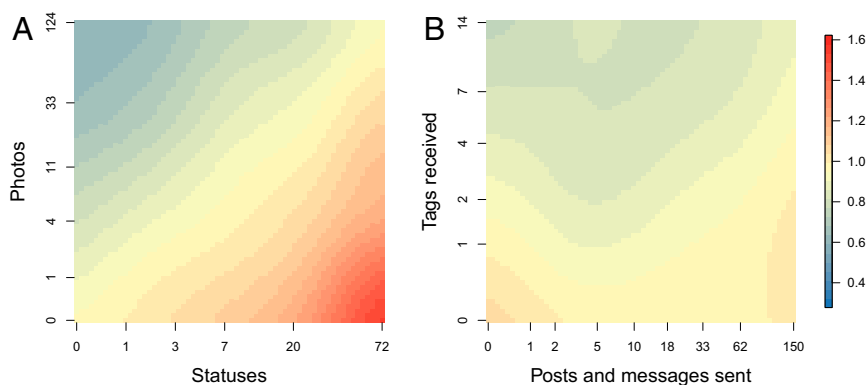 A
B
124
33
11
4
1
0
Photos
0 1 3 7 20 72
Statuses
14
7
4
2
1
0
Tags received
0 1 2 5 10 18 33 62 150
Posts and messages sent
1.6
1.4
1.2
1.0
0.8
0.6
0.4